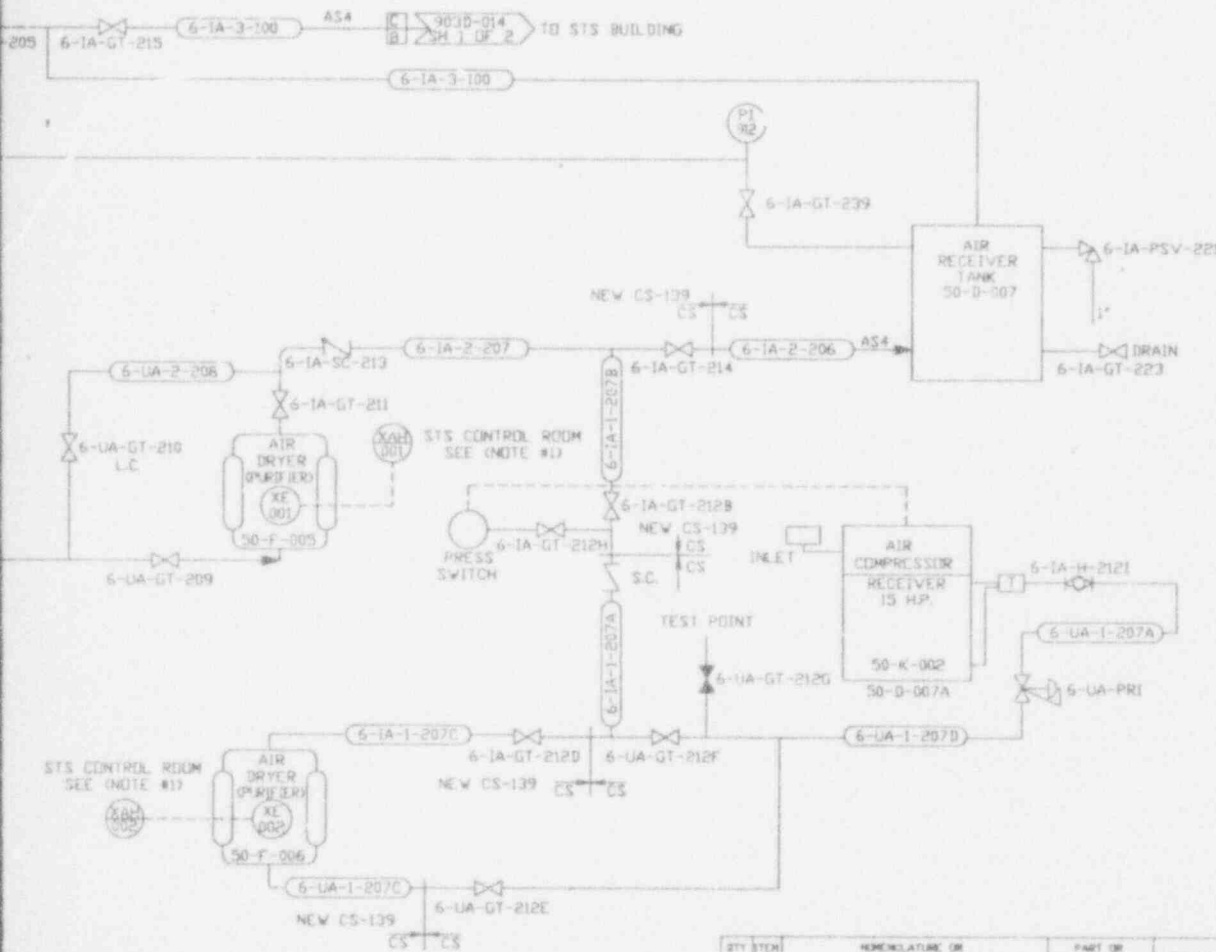 -205
6-IA-GT-215
6-IA-3-100
AS4
C
B
903D-014
SH 1 OF 2
TO STS BUILDING
6-IA-3-100
PI
6-IA-GT-239
AIR
RECEIVER
TANK
50-D-007
6-IA-PSV-222
1"
NEW CS-139
CS CS
6-IA-SC-213
6-IA-2-207
6-IA-GT-214
6-IA-2-206
AS4
DRAIN
6-IA-GT-223
6-UA-2-208
6-IA-GT-211
6-IA-1-207B
6-UA-GT-210
L.C
AIR
DRYER
(PURIFIER)
XE
001
50-F-005
XAH
001
STS CONTROL ROOM
SEE (NOTE #1)
6-UA-GT-209
6-IA-GT-212B
PRESS
SWITCH
6-IA-GT-212H
NEW CS-139
CS
CS
S.C.
INLET
AIR
COMPRESSOR
RECEIVER
15 H.P.
50-K-002
50-D-007A
T
6-IA-H-212I
6-UA-1-207A
6-UA-PRI
TEST POINT
6-IA-1-207A
6-UA-GT-212G
6-IA-1-207C
6-IA-GT-212D
6-UA-GT-212F
6-UA-1-207D
NEW CS-139
CS CS
STS CONTROL ROOM
SEE (NOTE #1)
XAH
002
AIR
DRYER
(PURIFIER)
XE
002
50-F-006
6-UA-1-207C
6-UA-GT-212E
NEW CS-139
CS CS
QTY
ITEM
NOMENCLATURE OR
PART OR